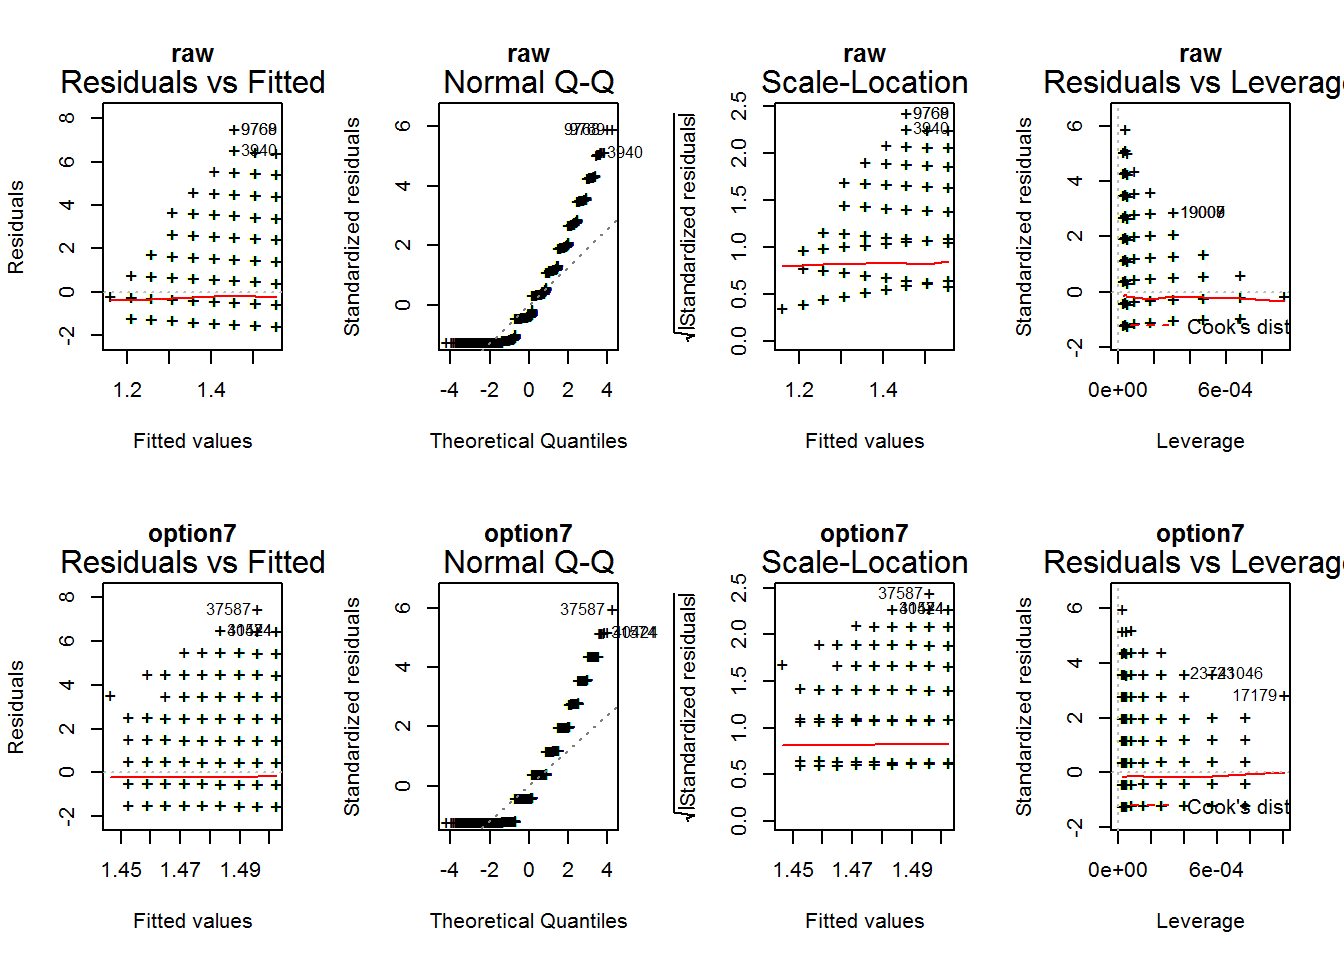 raw
Residuals vs Fitted
Residuals
8
6
4
2
0
-2
9769
3940
1.2
1.4
Fitted values
raw
Normal Q-Q
Standardized residuals
6
4
2
0
3940
-4
-2
0
2
4
Theoretical Quantiles
raw
Scale-Location
√|Standardized residuals|
2.5
2.0
1.5
1.0
0.5
0.0
9769
3940
1.2
1.4
Fitted values
raw
Residuals vs Leverage
Standardized residuals
6
4
2
0
-2
Cook's dist
0e+00
6e-04
Leverage
option7
Residuals vs Fitted
Residuals
8
6
4
2
0
-2
37587
1.45
1.47
1.49
Fitted values
option7
Normal Q-Q
Standardized residuals
6
4
2
0
37587
-4
-2
0
2
4
Theoretical Quantiles
option7
Scale-Location
√|Standardized residuals|
2.5
2.0
1.5
1.0
0.5
0.0
37587
1.45
1.47
1.49
Fitted values
option7
Residuals vs Leverage
Standardized residuals
6
4
2
0
-2
17179
Cook's dist
0e+00
6e-04
Leverage